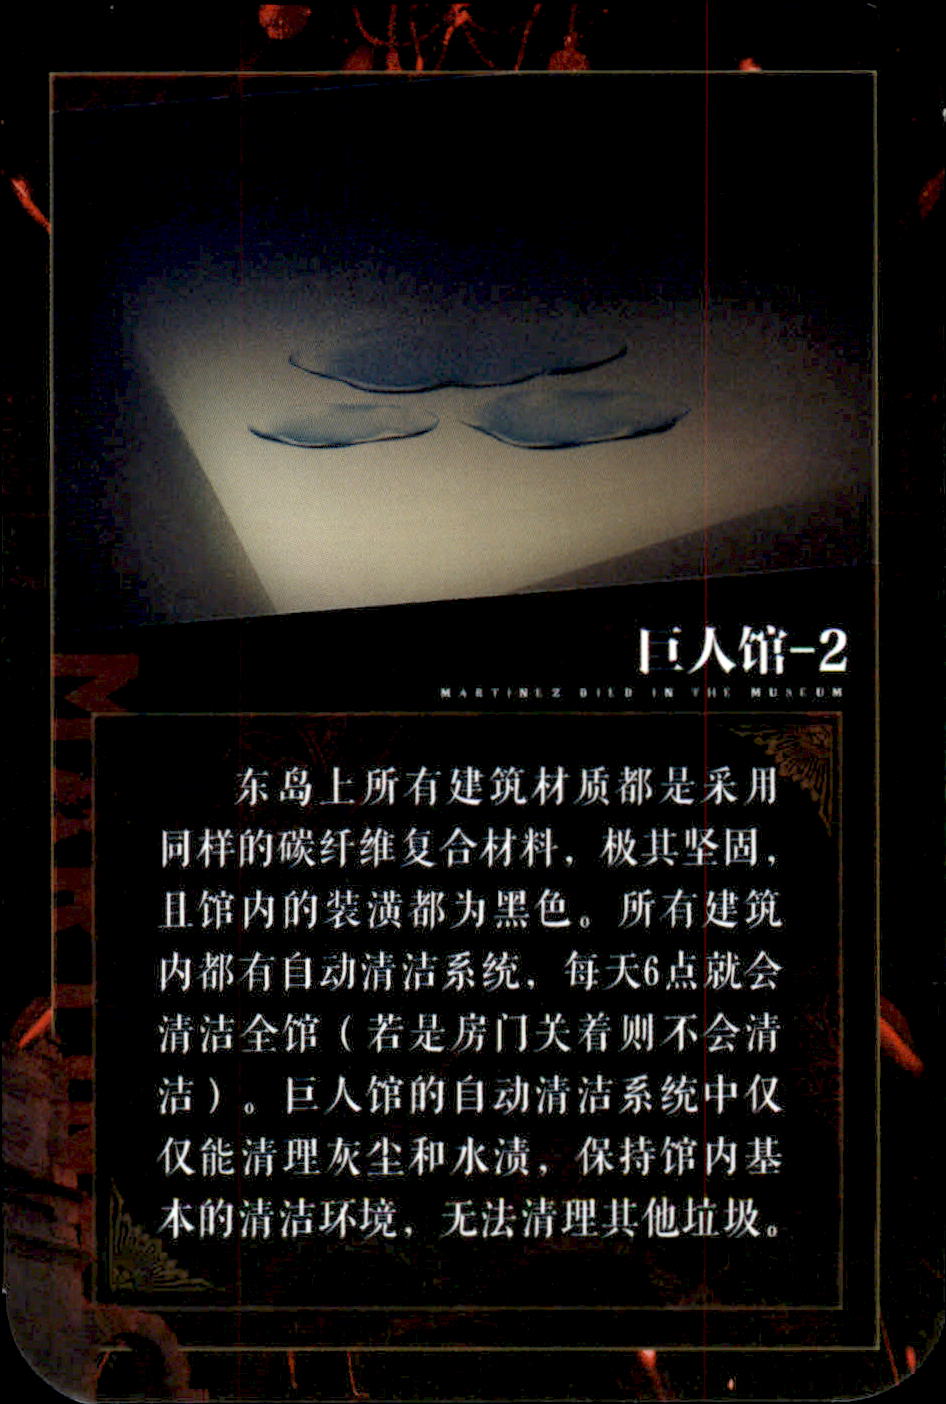 巨人馆-2
MARTINEZ DIED IN THE MUSEUM
东岛上所有建筑材质都是采用
同样的碳纤维复合材料，极其坚固，
且馆内的装潢都为黑色。所有建筑
内都有自动清洁系统，每天6点就会
清洁全馆（若是房门关着则不会清
洁）。巨人馆的自动清洁系统中仅
仅能清理灰尘和水渍，保持馆内基
本的清洁环境，无法清理其他垃圾。